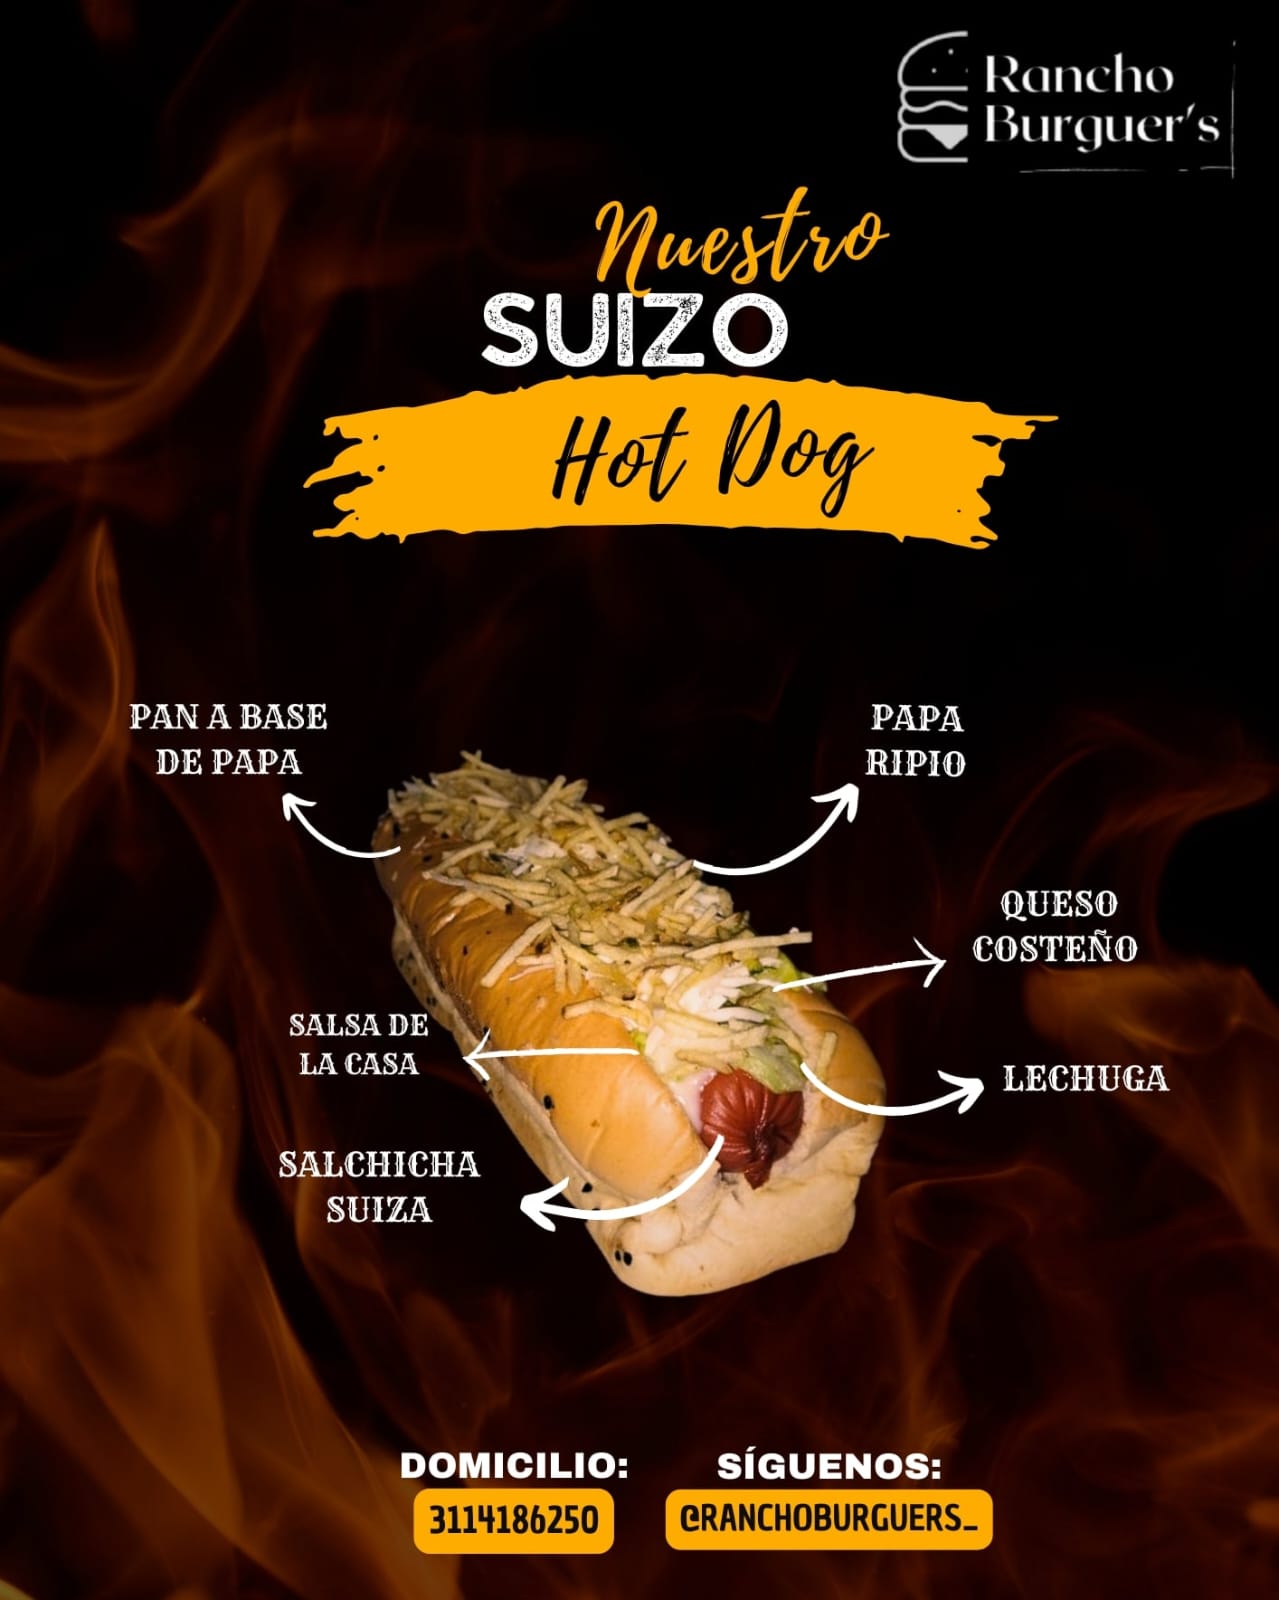 Rancho
Burguer's
Nuestro
SUIZO
Hot Dog
PAN A BASE
DE PAPA
PAPA
RIPIO
QUESO
COSTEÑO
SALSA DE
LA CASA
LECHUGA
SALCHICHA
SUIZA
DOMICILIO:
3114186250
SÍGUENOS:
@RANCHOBURGUERS_